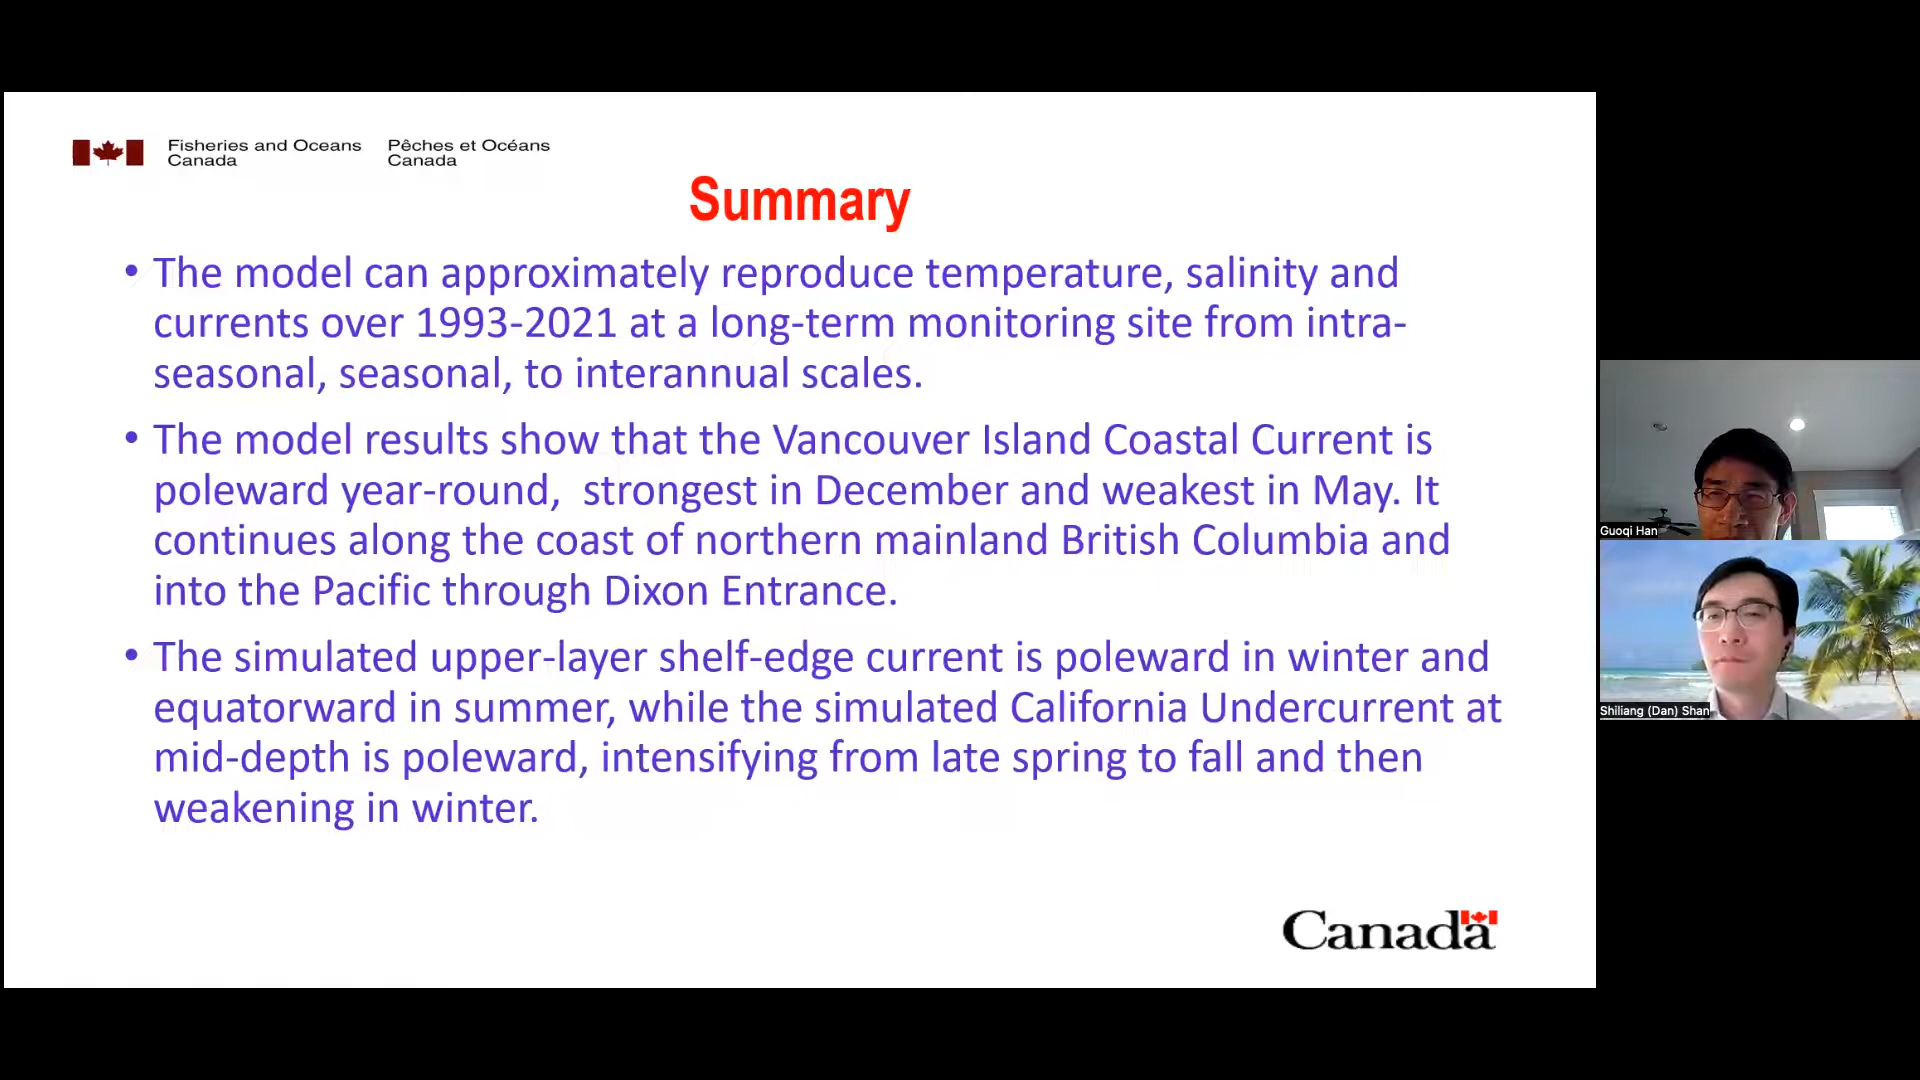 Fisheries and Oceans Canada
Pêches et Océans Canada
Summary
• The model can approximately reproduce temperature, salinity and
currents over 1993-2021 at a long-term monitoring site from intra-
seasonal, seasonal, to interannual scales.
• The model results show that the Vancouver Island Coastal Current is
poleward year-round,  strongest in December and weakest in May. It
continues along the coast of northern mainland British Columbia and
into the Pacific through Dixon Entrance.
• The simulated upper-layer shelf-edge current is poleward in winter and
equatorward in summer, while the simulated California Undercurrent at
mid-depth is poleward, intensifying from late spring to fall and then
weakening in winter.
Canada
Guoqi Han
Shiliang (Dan) Shan